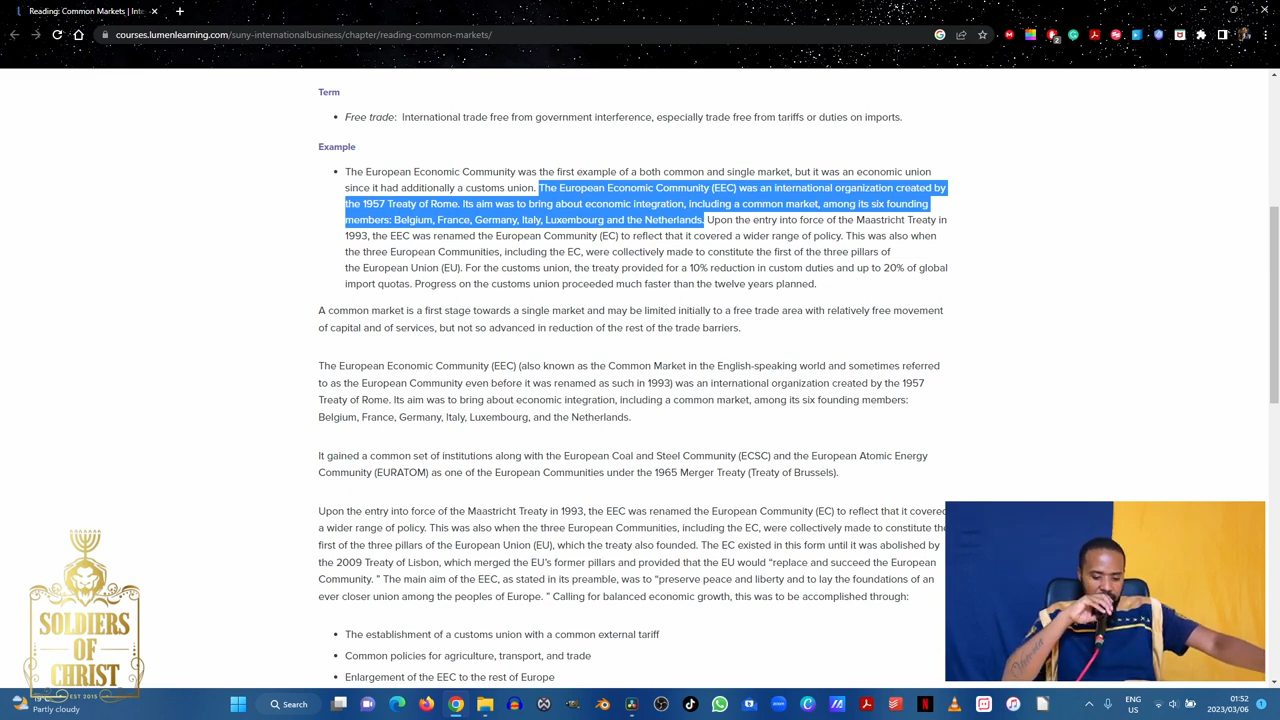 Reading: Common Markets | Inte
courses.lumenlearning.com/suny-internationalbusiness/chapter/reading-common-markets/
Term
Free trade: International trade free from government interference, especially trade free from tariffs or duties on imports.
Example
The European Economic Community was the first example of a both common and single market, but it was an economic union
since it had additionally a customs union. The European Economic Community (EEC) was an international organization created by
the 1957 Treaty of Rome. Its aim was to bring about economic integration, including a common market, among its six founding
members: Belgium, France, Germany, Italy, Luxembourg and the Netherlands. Upon the entry into force of the Maastricht Treaty in
1993, the EEC was renamed the European Community (EC) to reflect that it covered a wider range of policy. This was also when
the three European Communities, including the EC, were collectively made to constitute the first of the three pillars of
the European Union (EU). For the customs union, the treaty provided for a 10% reduction in custom duties and up to 20% of global
import quotas. Progress on the customs union proceeded much faster than the twelve years planned.
A common market is a first stage towards a single market and may be limited initially to a free trade area with relatively free movement
of capital and of services, but not so advanced in reduction of the rest of the trade barriers.
The European Economic Community (EEC) (also known as the Common Market in the English-speaking world and sometimes referred
to as the European Community even before it was renamed as such in 1993) was an international organization created by the 1957
Treaty of Rome. Its aim was to bring about economic integration, including a common market, among its six founding members:
Belgium, France, Germany, Italy, Luxembourg, and the Netherlands.
It gained a common set of institutions along with the European Coal and Steel Community (ECSC) and the European Atomic Energy
Community (EURATOM) as one of the European Communities under the 1965 Merger Treaty (Treaty of Brussels).
Upon the entry into force of the Maastricht Treaty in 1993, the EEC was renamed the European Community (EC) to reflect that it covered
a wider range of policy. This was also when the three European Communities, including the EC, were collectively made to constitute the
first of the three pillars of the European Union (EU), which the treaty also founded. The EC existed in this form until it was abolished by
the 2009 Treaty of Lisbon, which merged the EU's former pillars and provided that the EU would “replace and succeed the European
Community. ” The main aim of the EEC, as stated in its preamble, was to “preserve peace and liberty and to lay the foundations of an
ever closer union among the peoples of Europe. ” Calling for balanced economic growth, this was to be accomplished through:
The establishment of a customs union with a common external tariff
Common policies for agriculture, transport, and trade
Enlargement of the EEC to the rest of Europe
SOLDIERS
OF
CHRIST
EST 2015
Partly cloudy
Search
ENG
US
01:52
2023/03/06